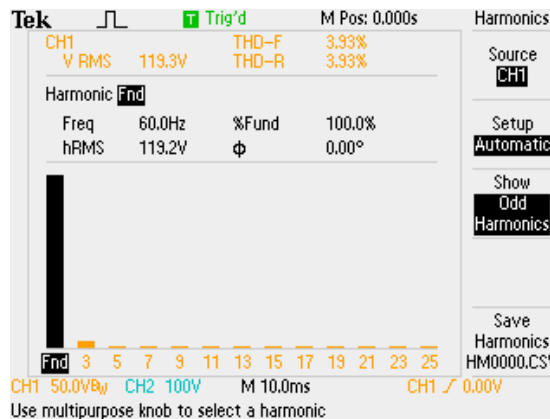 Tek T Trig'd M Pos: 0.000s Harmonics
CH1 THD-F 3.93%
V RMS 119.3V THD-R 3.93%
Source
CH1
Harmonic Fnd
Freq 60.0Hz %Fund 100.0%
hRMS 119.2V Φ 0.00°
Setup
Automatic
Show
Odd
Harmonics
Save
Harmonics
HM0000.CS
Fnd 3 5 7 9 11 13 15 17 19 21 23 25
CH1 50.0VBW CH2 100V M 10.0ms CH1 0.00V
Use multipurpose knob to select a harmonic